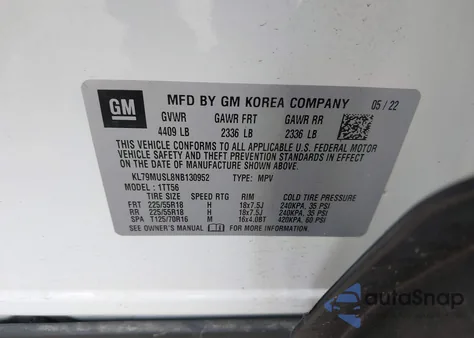 GM
MFD BY GM KOREA COMPANY 05/22
GVWR GAWR FRT GAWR RR
4409 LB 2336 LB 2336 LB
THIS VEHICLE CONFORMS TO ALL APPLICABLE U.S. FEDERAL MOTOR
VEHICLE SAFETY AND THEFT PREVENTION STANDARDS IN EFFECT
ON THE DATE OF MANUFACTURE SHOWN ABOVE.
KL79MUSL8NB130952 TYPE: MPV
MODEL: 1TT56
SPEED RTG RIM COLD TIRE PRESSURE
FRT 225/55R18 H 18x7.5J 240KPA, 35 PSI
RR 225/55R18 H 18x7.5J 240KPA, 35 PSI
SPA T125/70R16 M 16x4.0BT 420KPA, 60 PSI
SEE OWNER'S MANUAL FOR MORE INFORMATION.
autoSnap